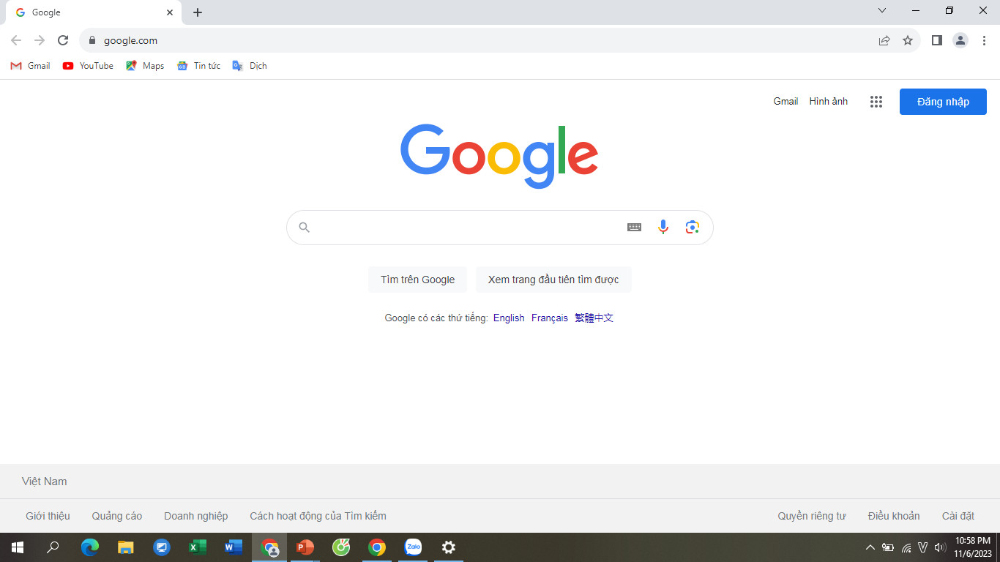 Google
google.com
Gmail YouTube Maps Tin tức Dịch
Gmail Hình ảnh Đăng nhập
Google
Tìm trên Google Xem trang đầu tiên tìm được
Google có các thứ tiếng: English Français 繁體中文
Việt Nam
Giới thiệu Quảng cáo Doanh nghiệp Cách hoạt động của Tìm kiếm Quyền riêng tư Điều khoản Cài đặt
Zalo
10:58 PM
11/6/2023